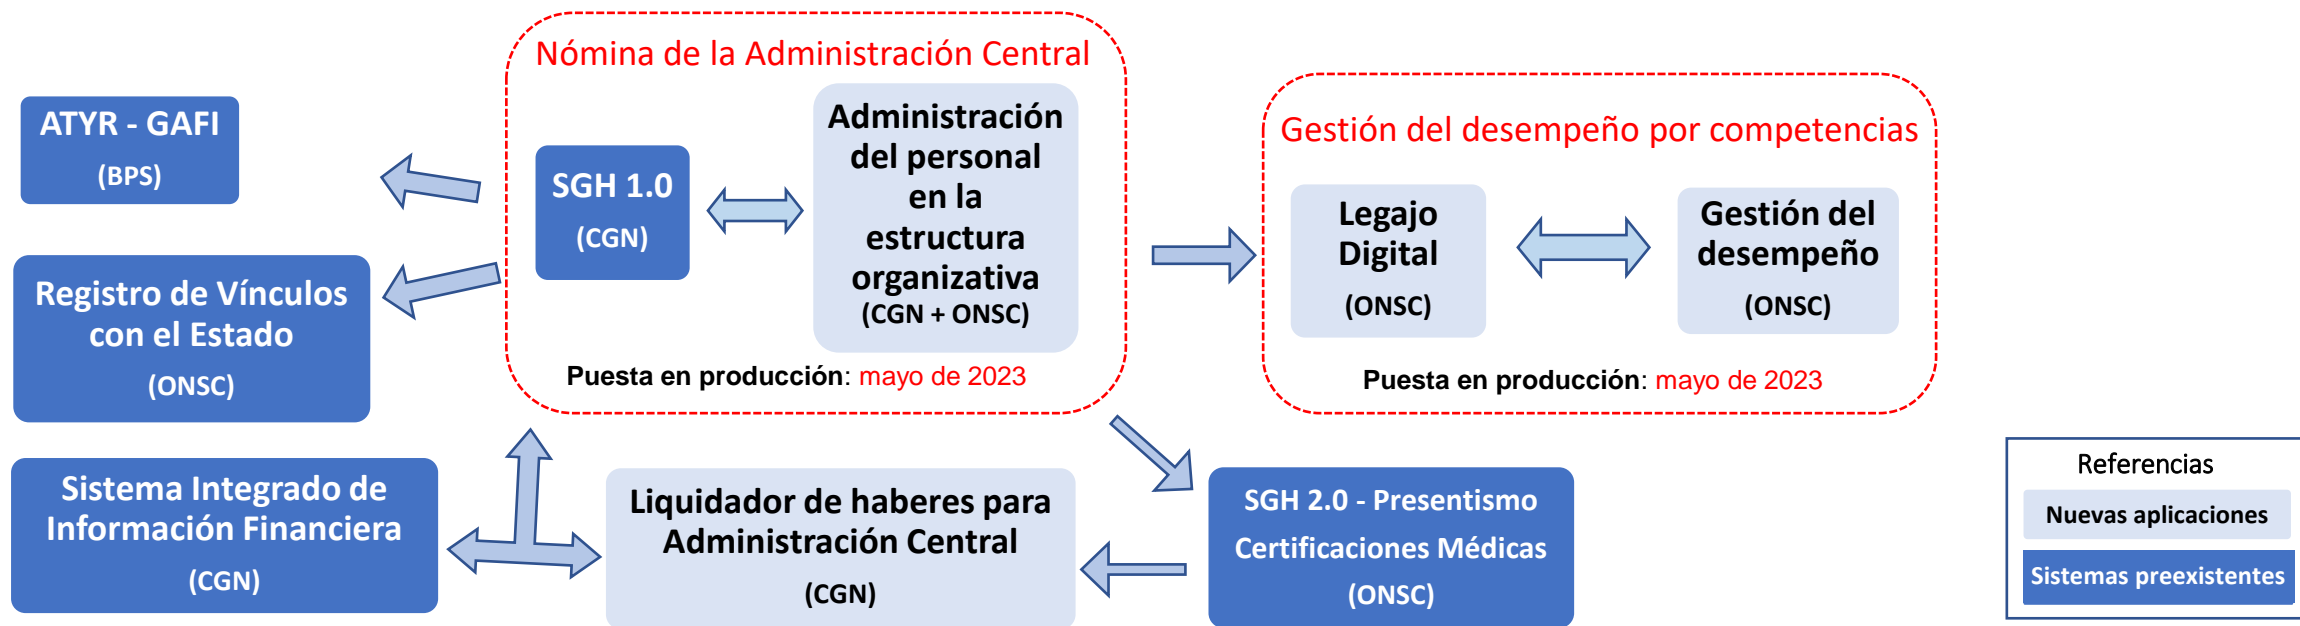 Nómina de la Administración Central
ATYR - GAFI
(BPS)
Registro de Vínculos
con el Estado
(ONSC)
Sistema Integrado de
Información Financiera
(CGN)
SGH 1.0
(CGN)
Administración
del personal
en la
estructura
organizativa
(CGN + ONSC)
Puesta en producción: mayo de 2023
Gestión del desempeño por competencias
Legajo
Digital
(ONSC)
Gestión del
desempeño
(ONSC)
Puesta en producción: mayo de 2023
Liquidador de haberes para
Administración Central
(CGN)
SGH 2.0 - Presentismo
Certificaciones Médicas
(ONSC)
Referencias
Nuevas aplicaciones
Sistemas preexistentes